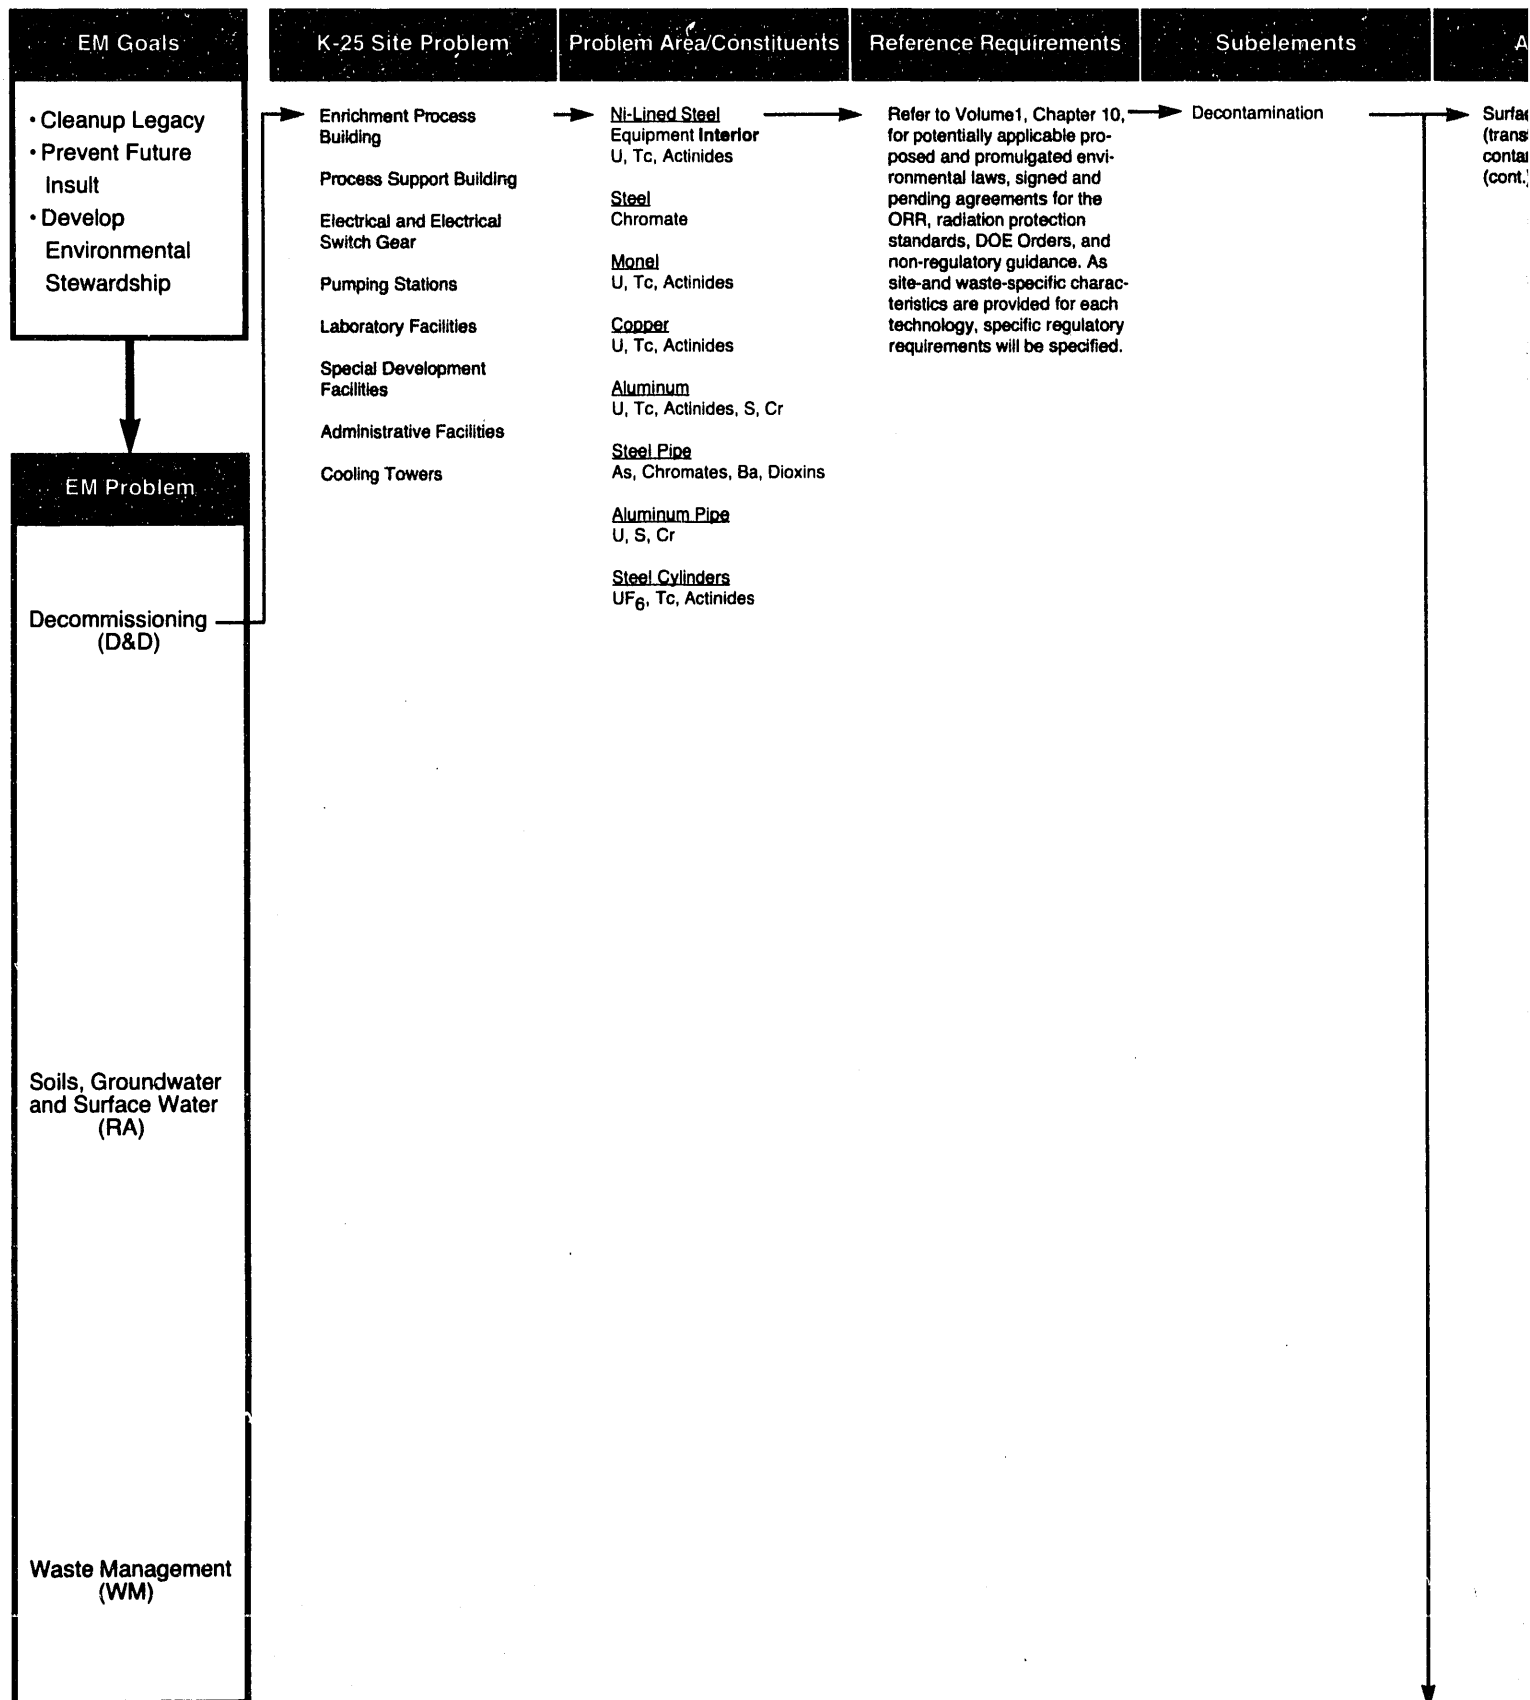 EM Goals
• Cleanup Legacy
• Prevent Future
Insult
• Develop
Environmental
Stewardship
EM Problem
Decommissioning
(D&D)
Soils, Groundwater
and Surface Water
(RA)
Waste Management
(WM)
K-25 Site Problem
Enrichment Process
Building
Process Support Building
Electrical and Electrical
Switch Gear
Pumping Stations
Laboratory Facilities
Special Development
Facilities
Administrative Facilities
Cooling Towers
Problem Area/Constituents
Ni-Lined Steel
Equipment Interior
U, Tc, Actinides
Steel
Chromate
Monel
U, Tc, Actinides
Copper
U, Tc, Actinides
Aluminum
U, Tc, Actinides, S, Cr
Steel Pipe
As, Chromates, Ba, Dioxins
Aluminum Pipe
U, S, Cr
Steel Cylinders
UF6, Tc, Actinides
Reference Requirements
Refer to Volume1, Chapter 10,
for potentially applicable pro-
posed and promulgated envi-
ronmental laws, signed and
pending agreements for the
ORR, radiation protection
standards, DOE Orders, and
non-regulatory guidance. As
site-and waste-specific charac-
teristics are provided for each
technology, specific regulatory
requirements will be specified.
Subelements
Decontamination
(cont.)